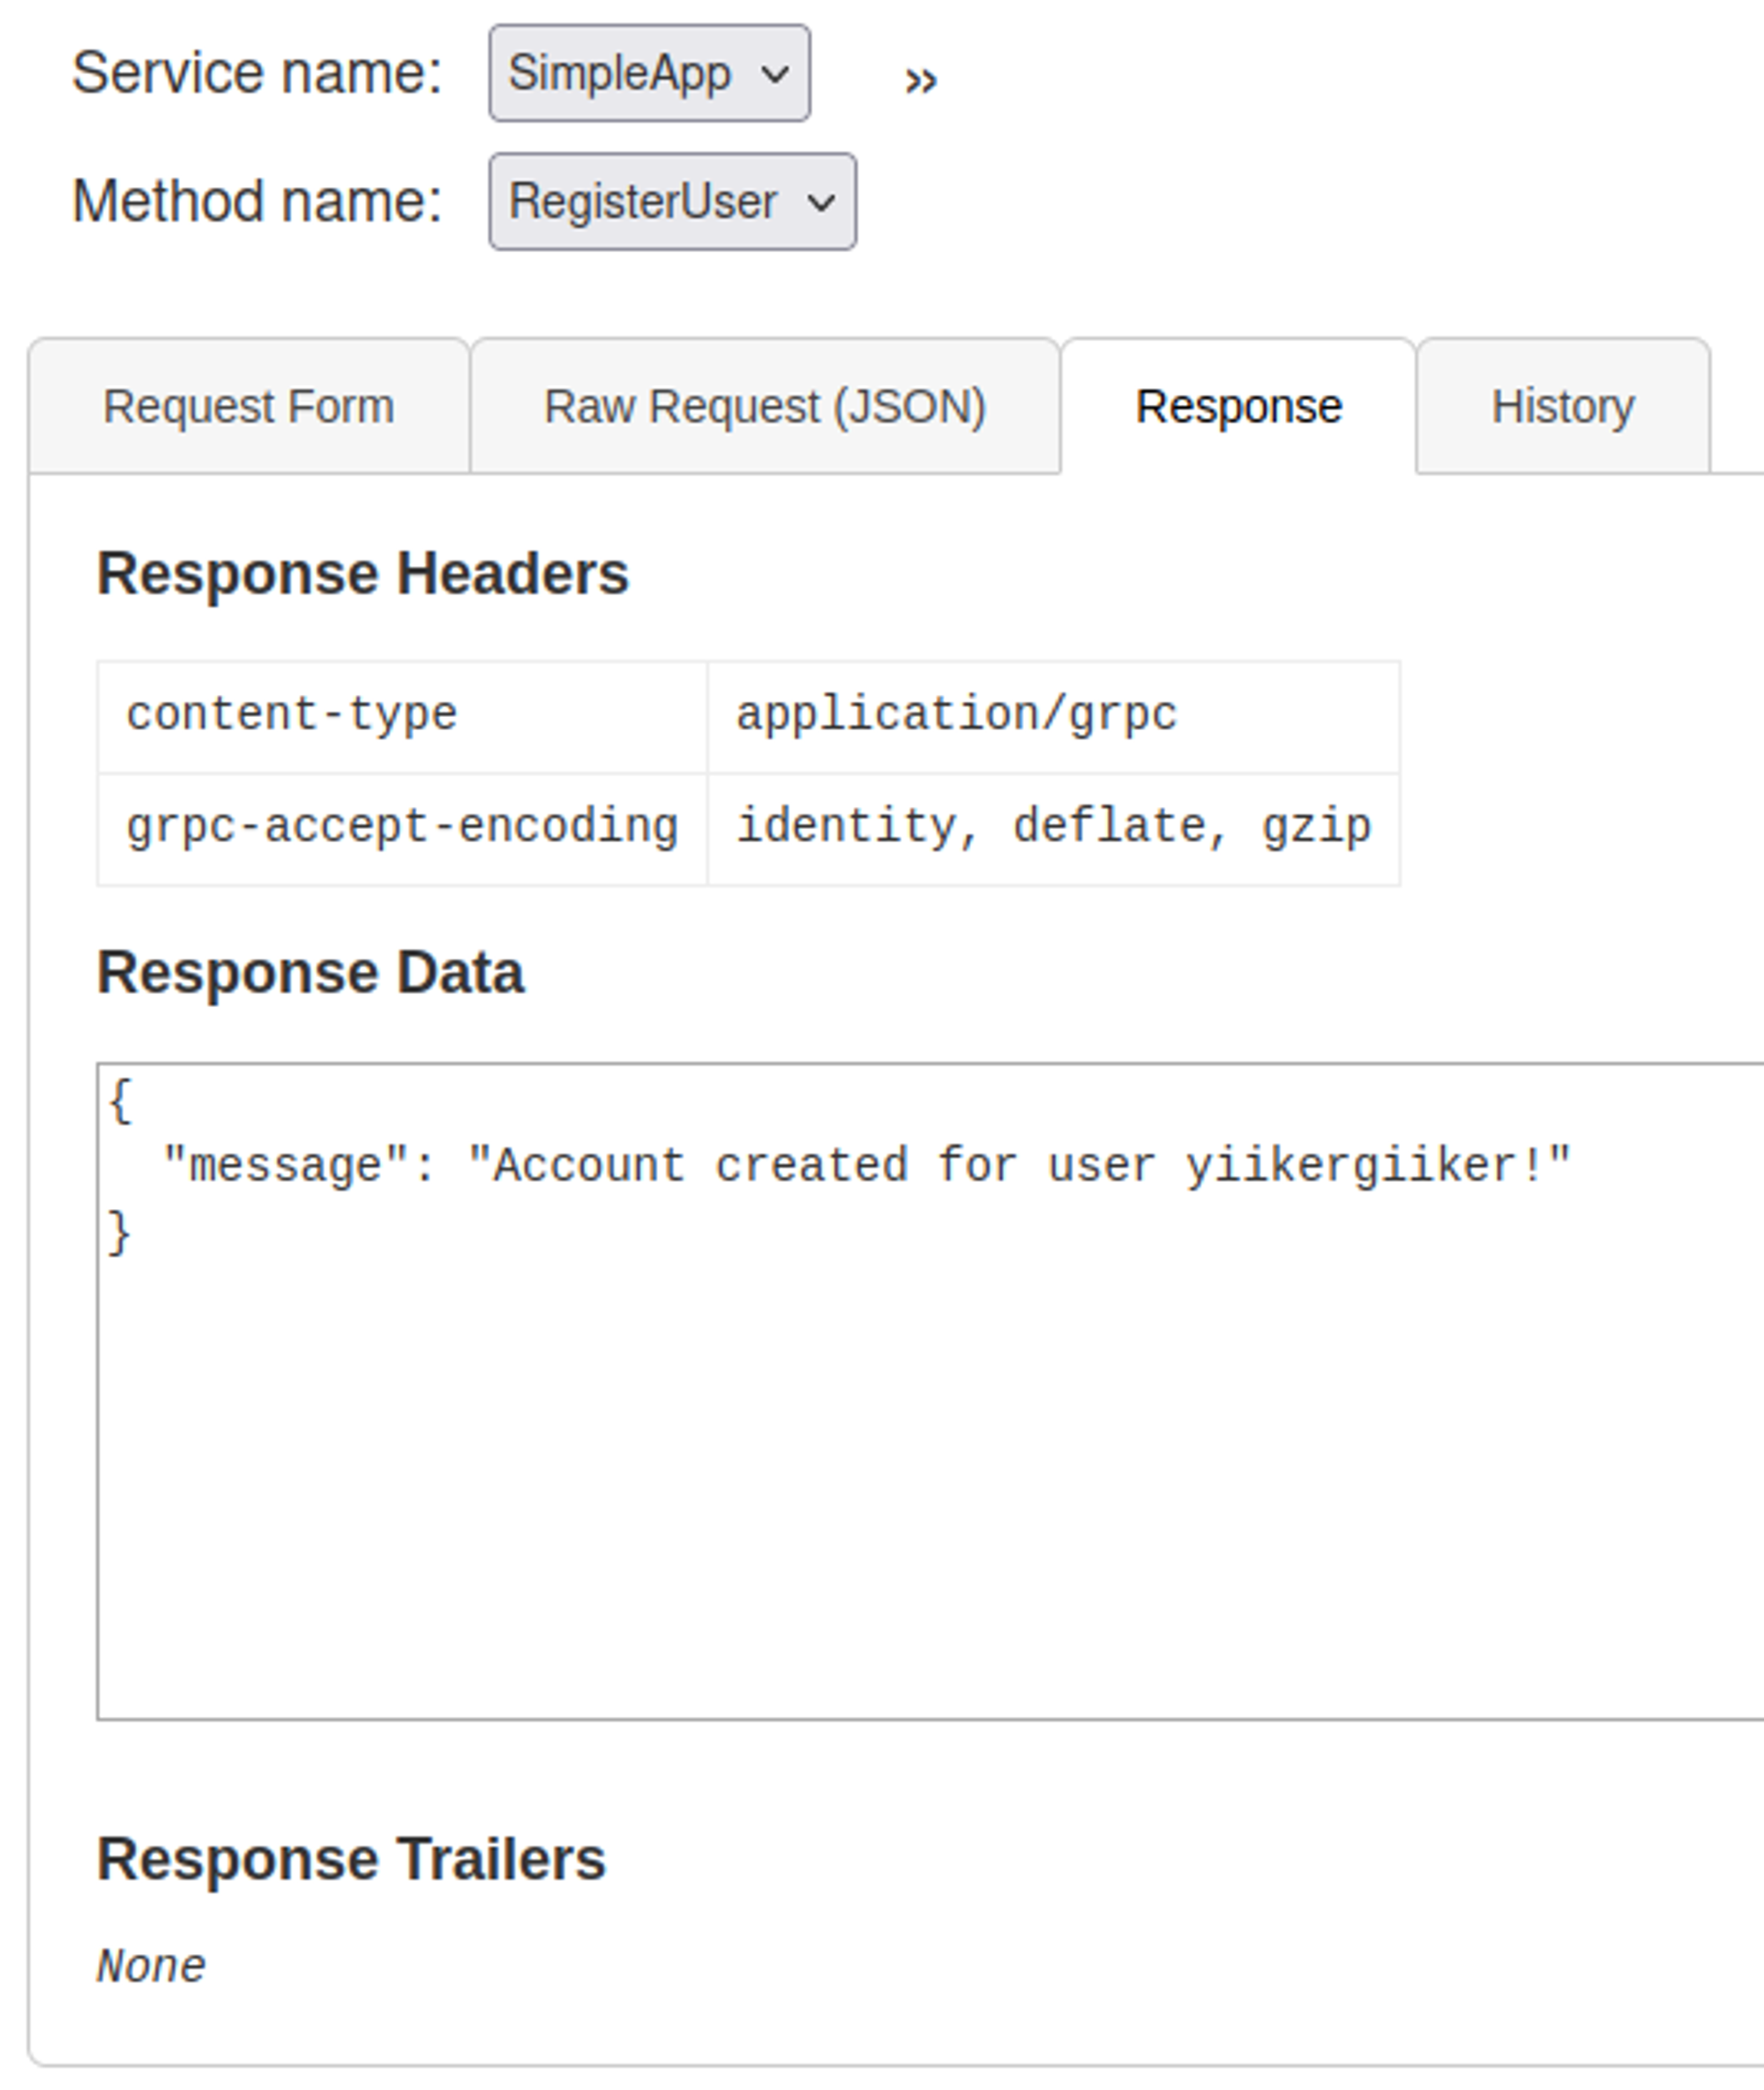 Service name: SimpleApp »
Method name: RegisterUser
Request Form Raw Request (JSON) Response History
Response Headers
content-type application/grpc
grpc-accept-encoding identity, deflate, gzip
Response Data
{
"message": "Account created for user yiikergiiker!"
}
Response Trailers
None